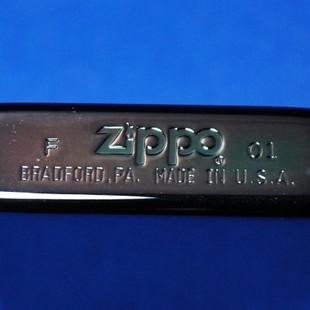 F Zippo® 01
BRADFORD, PA. MADE IN U.S.A.